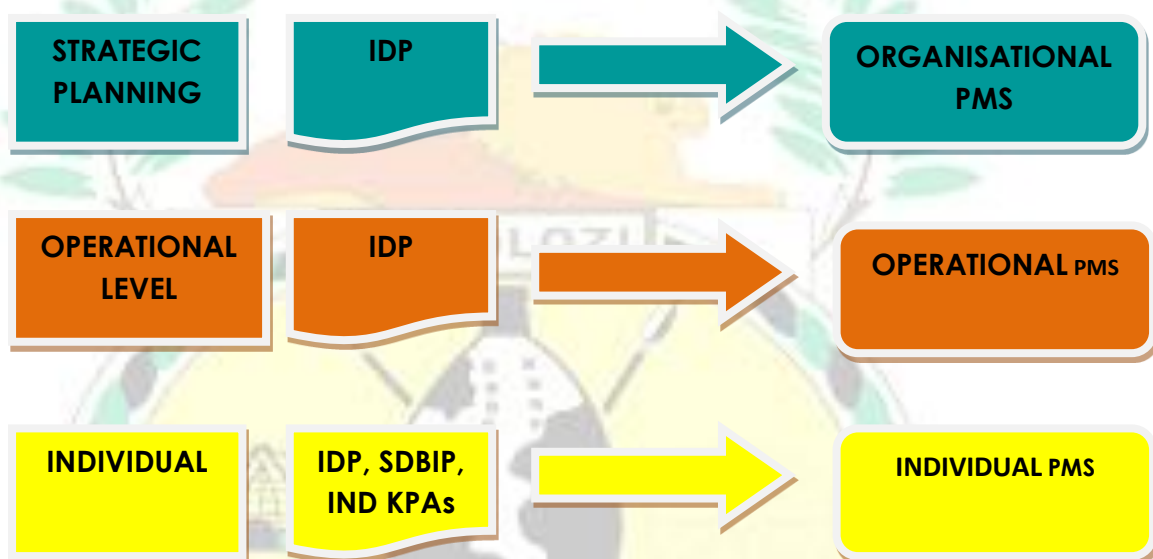 STRATEGIC
PLANNING
IDP
ORGANISATIONAL
PMS
OPERATIONAL
LEVEL
IDP
OPERATIONAL PMS
INDIVIDUAL
IDP, SDBIP,
IND KPAs
INDIVIDUAL PMS